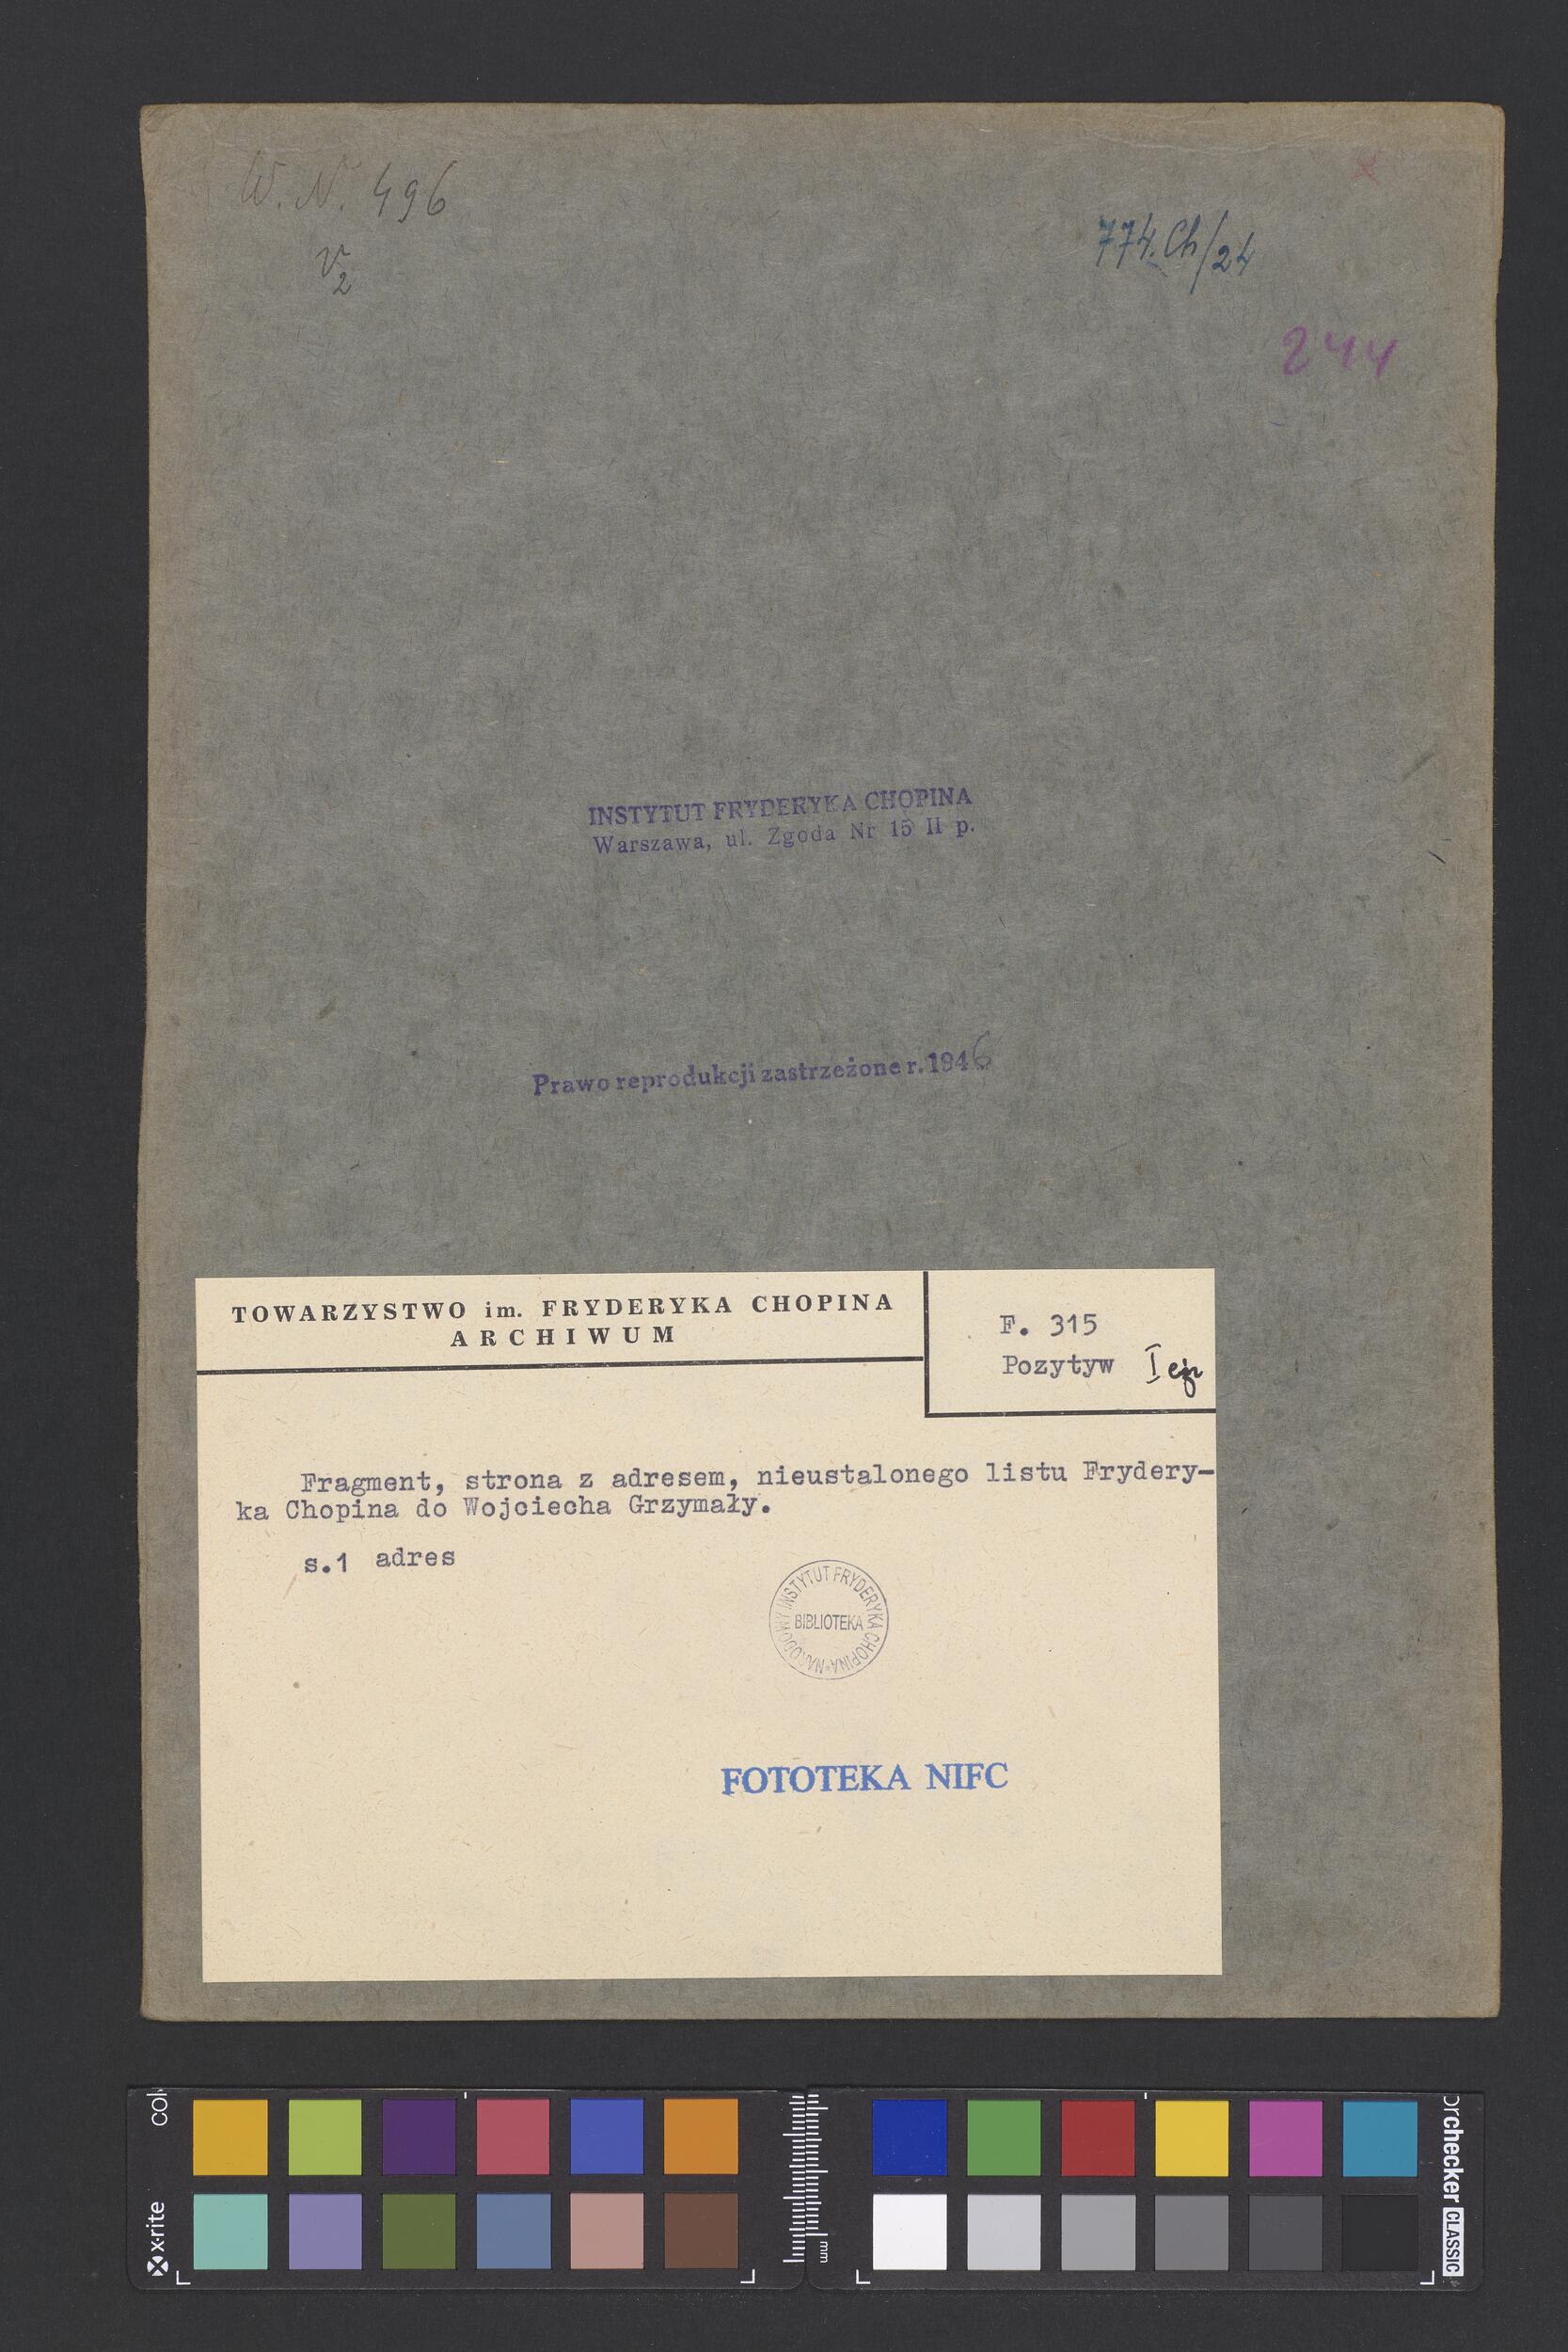 W. N. 496
v2
774.Ch/24
244
INSTYTUT FRYDERYKA CHOPINA
Warszawa, ul. Zgoda Nr 15 II p.
Prawo reprodukcji zastrzeżone r. 1946
TOWARZYSTWO im. FRYDERYKA CHOPINA
ARCHIWUM
F. 315
Pozytyw I egz
Fragment, strona z adresem, nieustalonego listu Frydery-
ka Chopina do Wojciecha Grzymały.
s.1 adres
NARODOWY INSTYTUT FRYDERYKA CHOPINA
BIBLIOTEKA
FOTOTEKA NIFC
x-rite
mm
checker CLASSIC